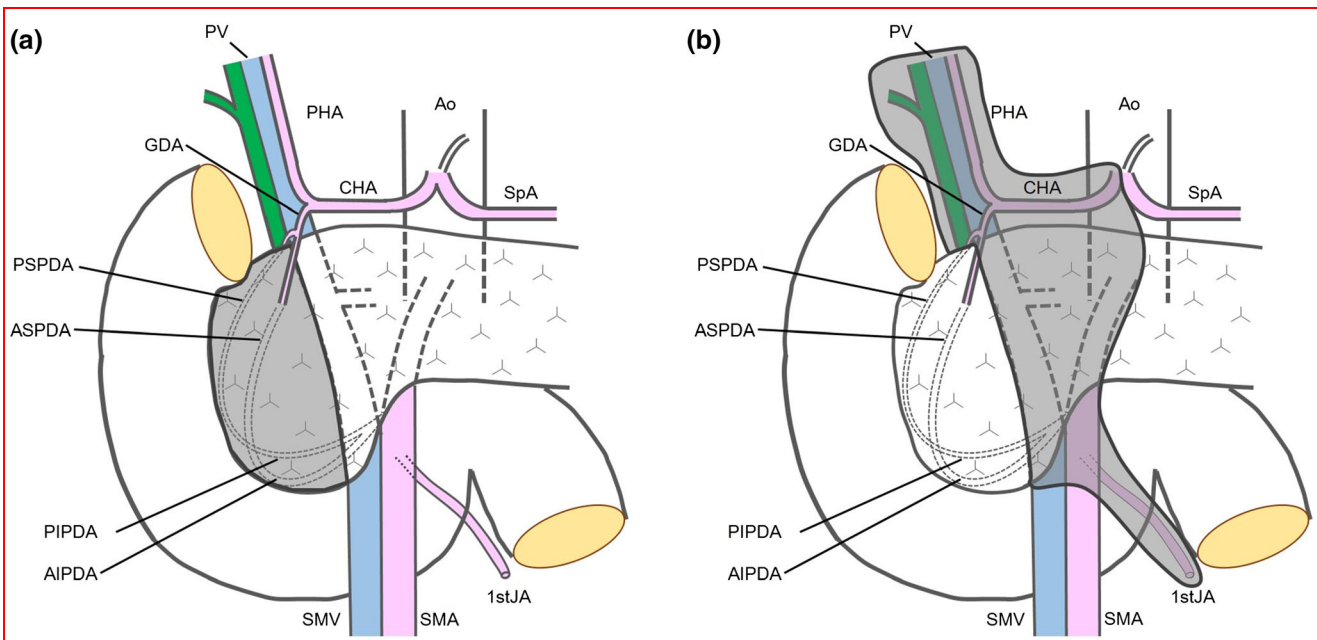 (a)
PV
PHA
Ao
GDA
CHA
SpA
PSPDA
ASPDA
PIPDA
AIPDA
1stJA
SMV
SMA
(b)
PV
PHA
Ao
GDA
CHA
SpA
PSPDA
ASPDA
PIPDA
AIPDA
1stJA
SMV
SMA